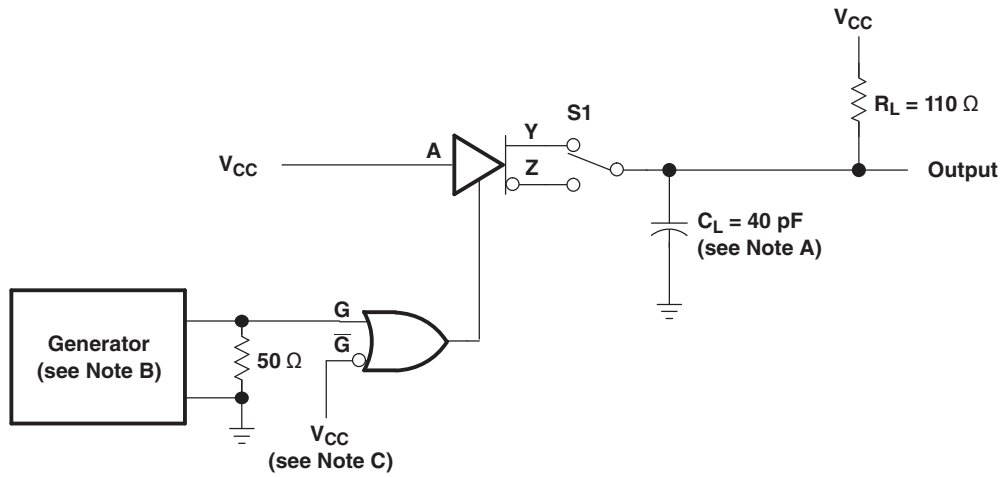 VCC
RL = 110 Ω
S1
Y
A
Z
VCC
Output
CL = 40 pF
(see Note A)
G
G̅
Generator
(see Note B)
50 Ω
VCC
(see Note C)